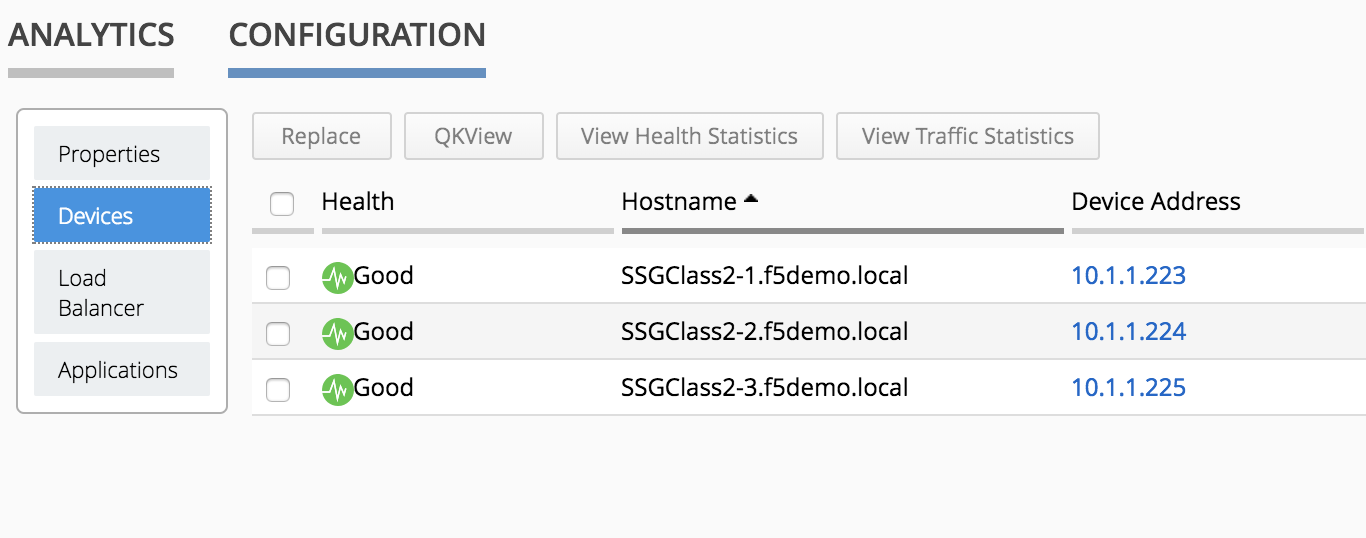 ANALYTICS CONFIGURATION
Properties
Devices
Load
Balancer
Applications
Replace QKView View Health Statistics View Traffic Statistics
Health Hostname Device Address
Good SSGClass2-1.f5demo.local 10.1.1.223
Good SSGClass2-2.f5demo.local 10.1.1.224
Good SSGClass2-3.f5demo.local 10.1.1.225